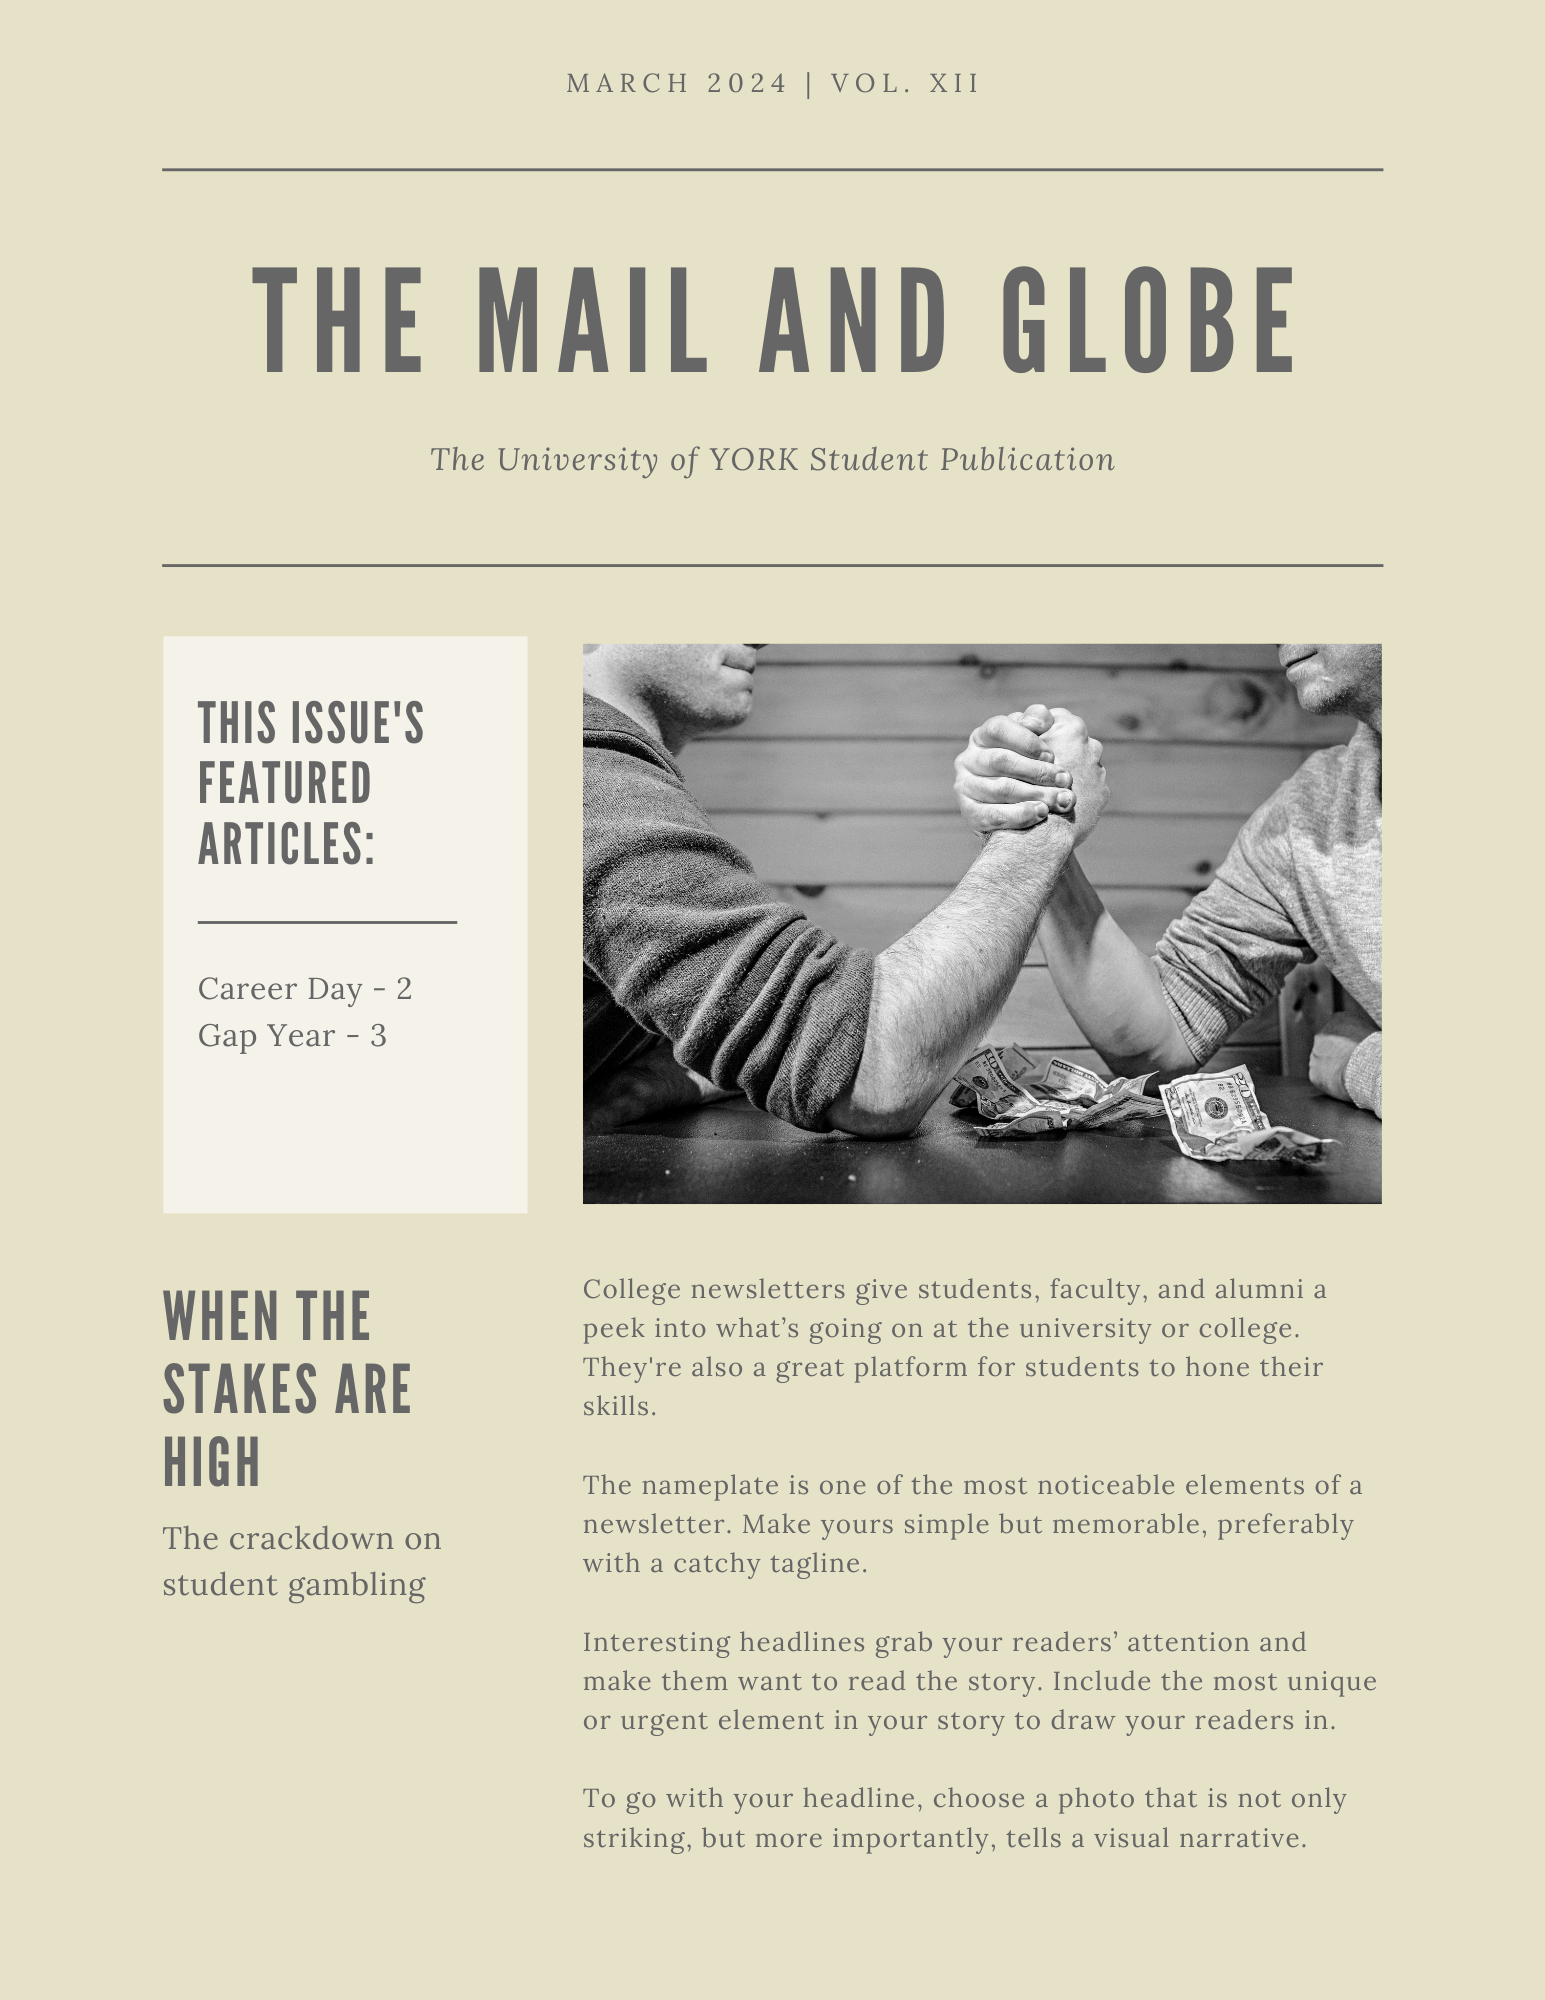 MARCH 2024 | VOL. XII
THE MAIL AND GLOBE
The University of YORK Student Publication
THIS ISSUE'S
FEATURED
ARTICLES:
Career Day - 2
Gap Year - 3
WHEN THE
STAKES ARE
HIGH
The crackdown on
student gambling
College newsletters give students, faculty, and alumni a
peek into what’s going on at the university or college.
They're also a great platform for students to hone their
skills.
The nameplate is one of the most noticeable elements of a
newsletter. Make yours simple but memorable, preferably
with a catchy tagline.
Interesting headlines grab your readers’ attention and
make them want to read the story. Include the most unique
or urgent element in your story to draw your readers in.
To go with your headline, choose a photo that is not only
striking, but more importantly, tells a visual narrative.